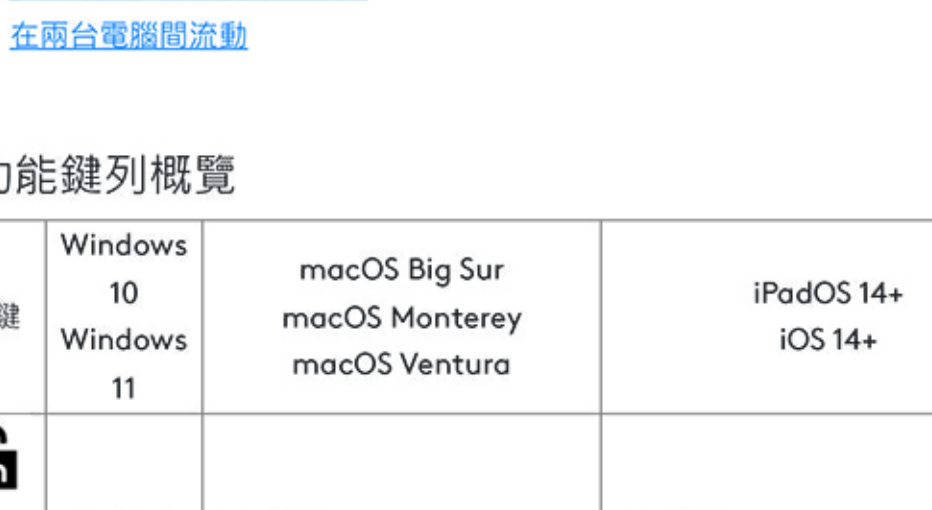 在兩台電腦間流動
能鍵列概覽
鍵
Windows
10
Windows
11
macOS Big Sur
macOS Monterey
macOS Ventura
iPadOS 14+
iOS 14+